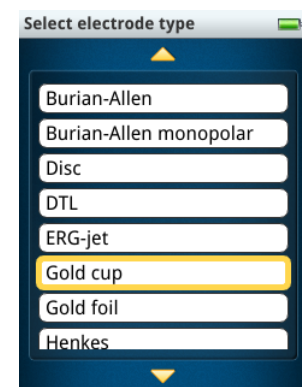 Select electrode type
Burian-Allen
Burian-Allen monopolar
Disc
DTL
ERG-jet
Gold cup
Gold foil
Henkes